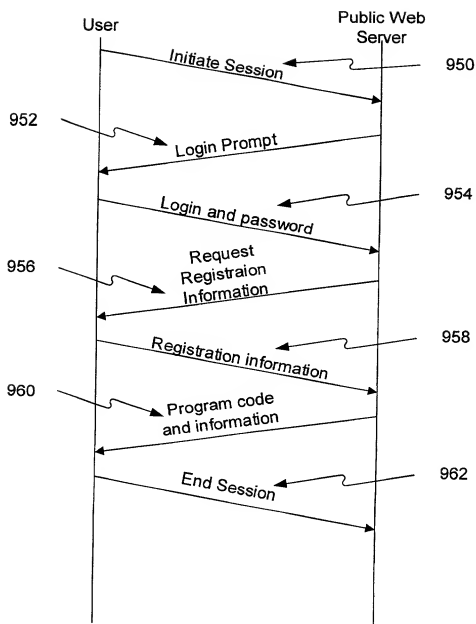 User
Public Web
Server
Initiate Session
950
952
Login Prompt
954
Login and password
956
Request
Registraion
Information
958
Registration information
960
Program code
and information
962
End Session